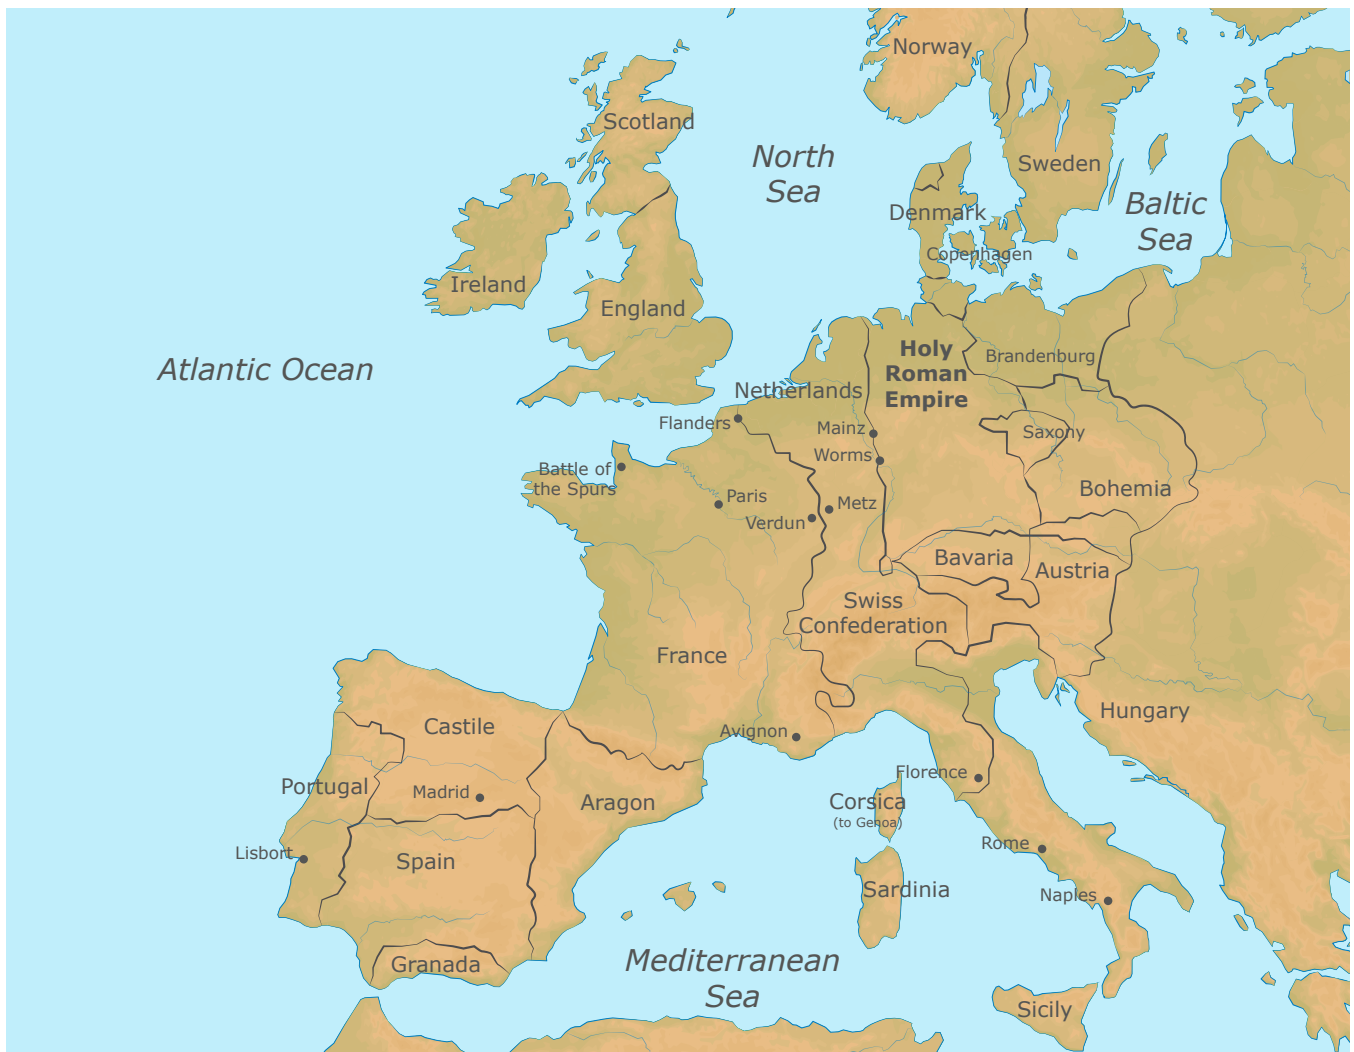 Norway
Scotland
North
Sea
Sweden
Baltic
Sea
Denmark
Copenhagen
Ireland
England
Atlantic Ocean
Holy
Roman
Empire
Brandenburg
Netherlands
Flanders
Mainz
Saxony
Worms
Battle of
the Spurs
Bohemia
Paris
Metz
Verdun
Bavaria
Austria
Swiss
Confederation
France
Hungary
Castile
Avignon
Florence
Portugal
Madrid
Aragon
Corsica
(to Genoa)
Rome
Lisbort
Spain
Sardinia
Naples
Granada
Mediterranean
Sea
Sicily